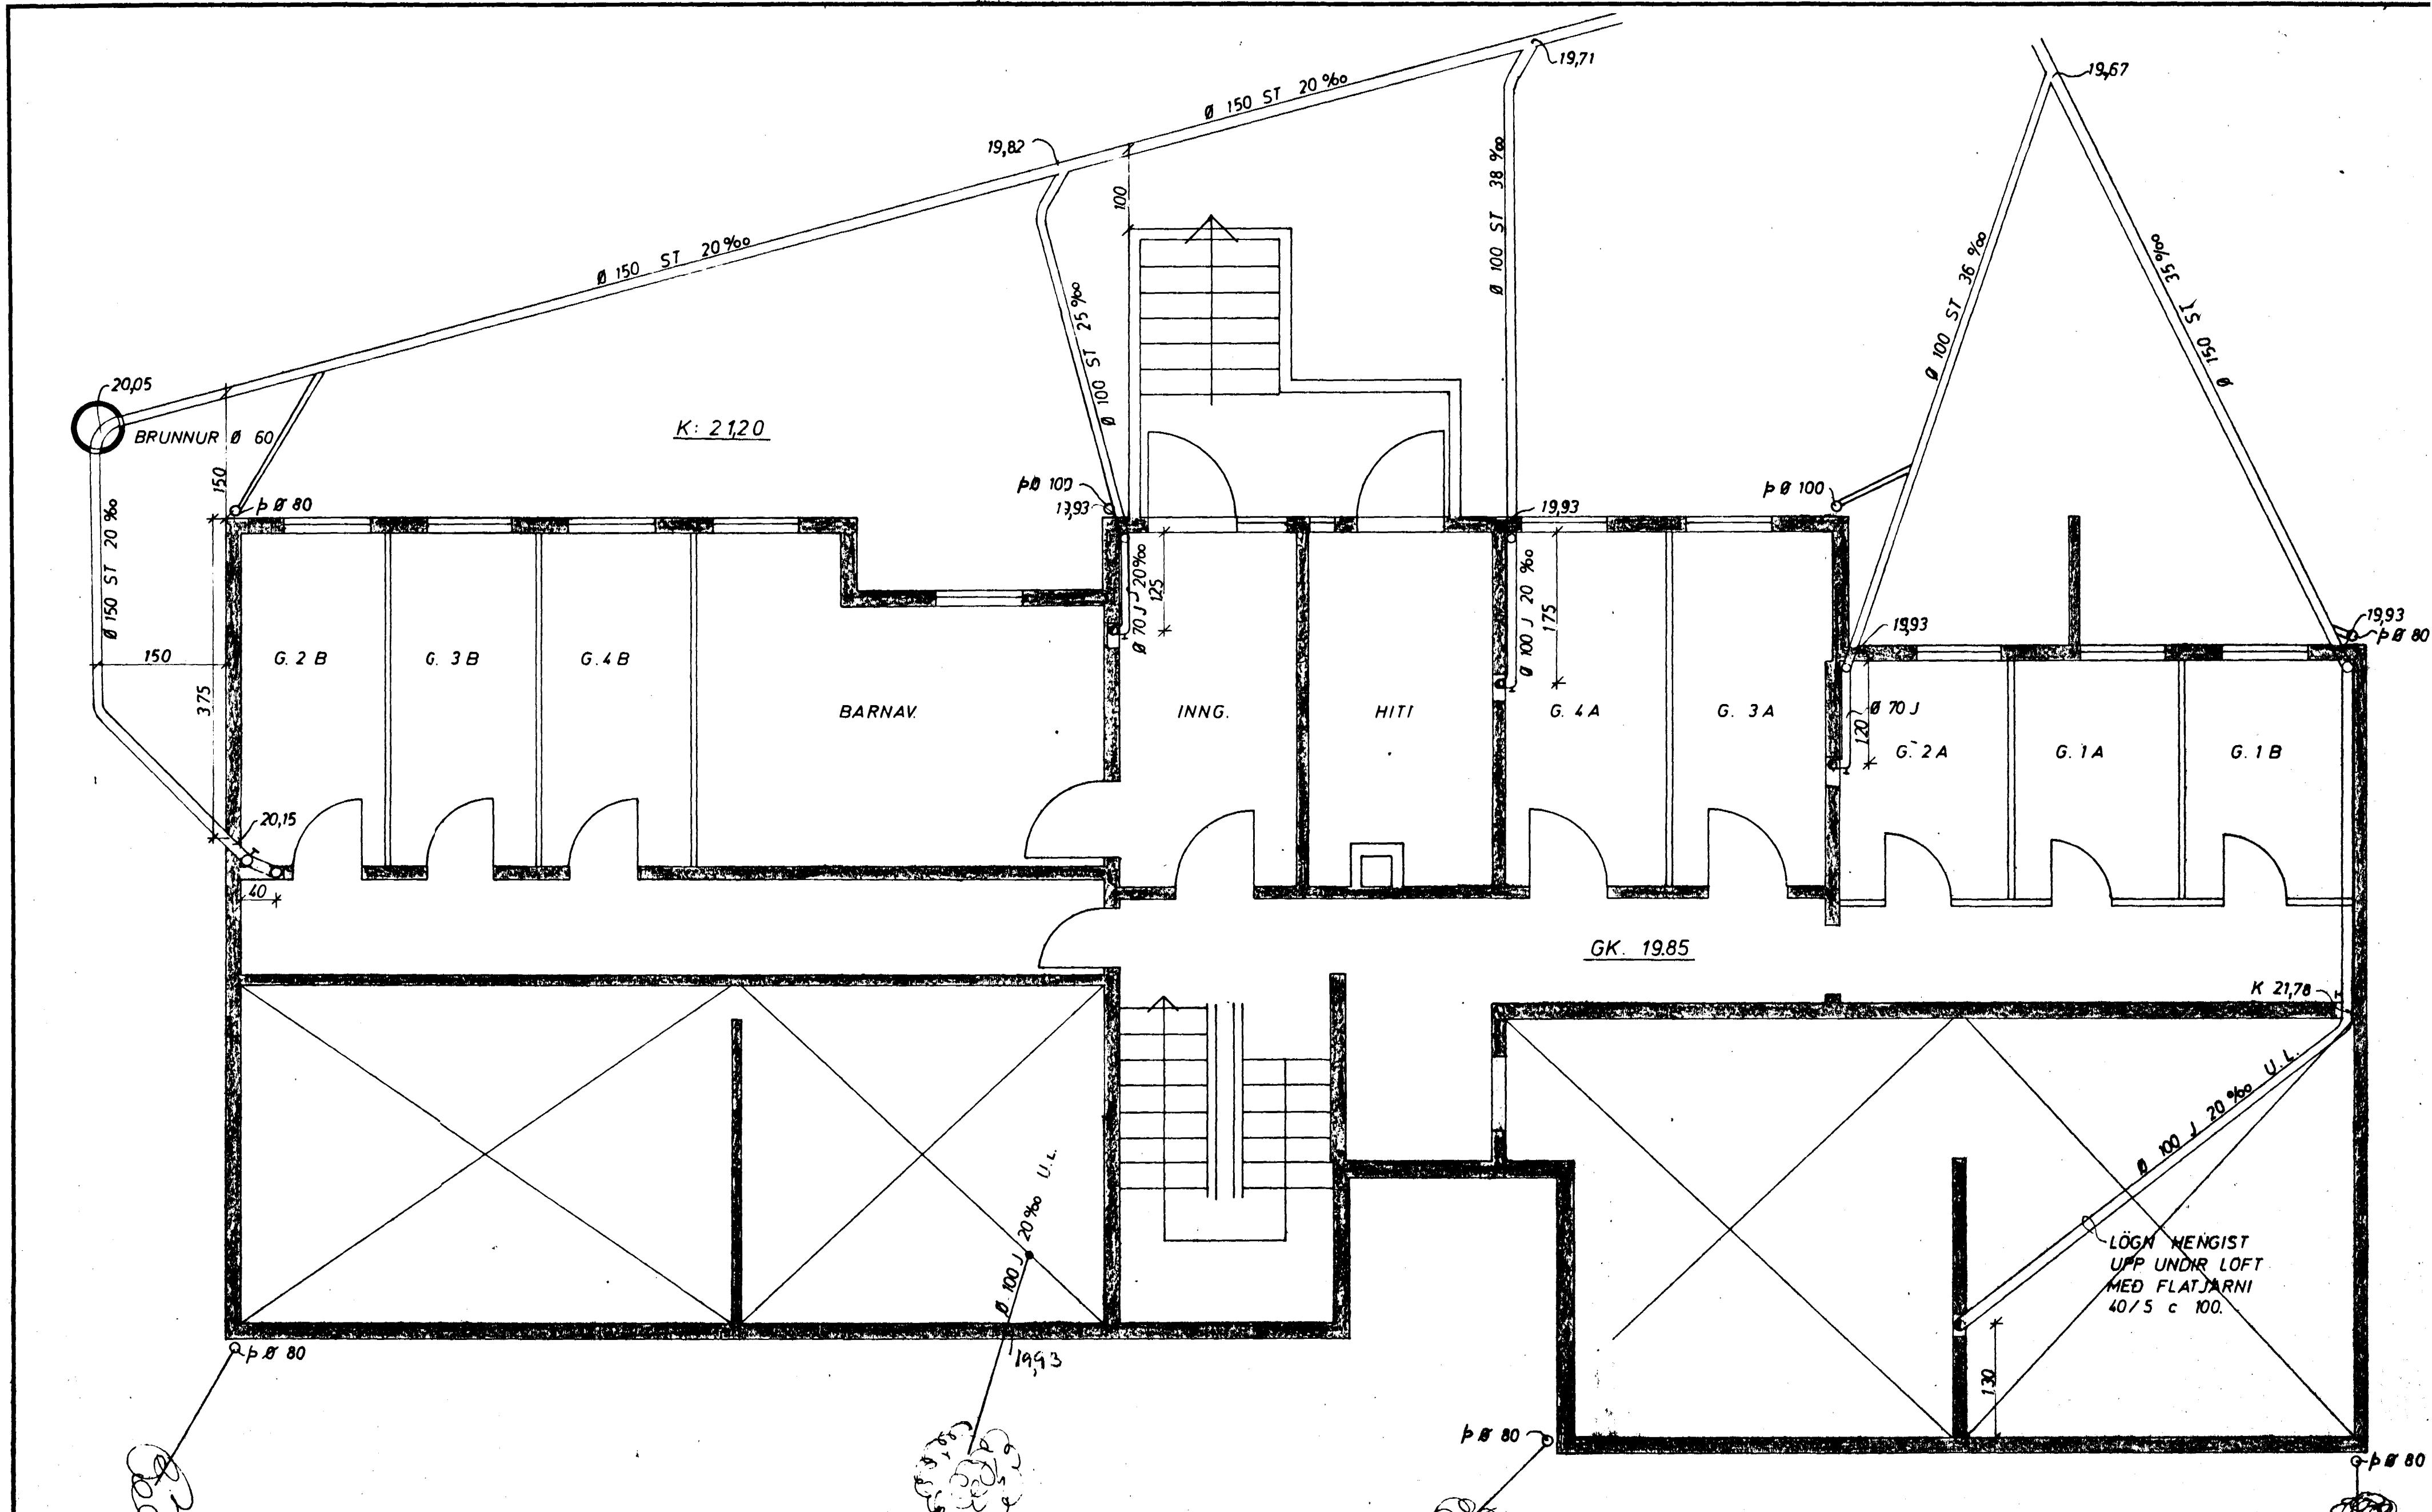 19,71
19,67
Ø 150 ST 20 ‰
19,82
Ø 100 ST 38 ‰
100
Ø 150 ST 20 ‰
Ø 100 ST 36 ‰
Ø 150 ST 35 ‰
Ø 100 ST 25 ‰
20,05
BRUNNUR Ø 60
K: 21,20
150
þ Ø 80
þ Ø 100
19,93
19,93
þ Ø 100
Ø 150 ST 20 ‰
Ø 70 J 20‰
125
Ø 100 J 20 ‰
175
19,93
19,93
þ Ø 80
150
375
G. 2 B
G. 3 B
G. 4 B
BARNAV.
INNG.
HITI
G. 4 A
G. 3 A
Ø 70 J
120
G. 2 A
G. 1 A
G. 1 B
20,15
40
GK. 19.85
K 21,78
Ø 100 J 20 ‰ U.L.
Ø 100 J 20 ‰ U.L.
LÖGN HENGIST
UPP UNDIR LOFT
MEÐ FLATJÁRNI
40/5 c 100.
þ Ø 80
19,93
130
þ Ø 80
þ Ø 80